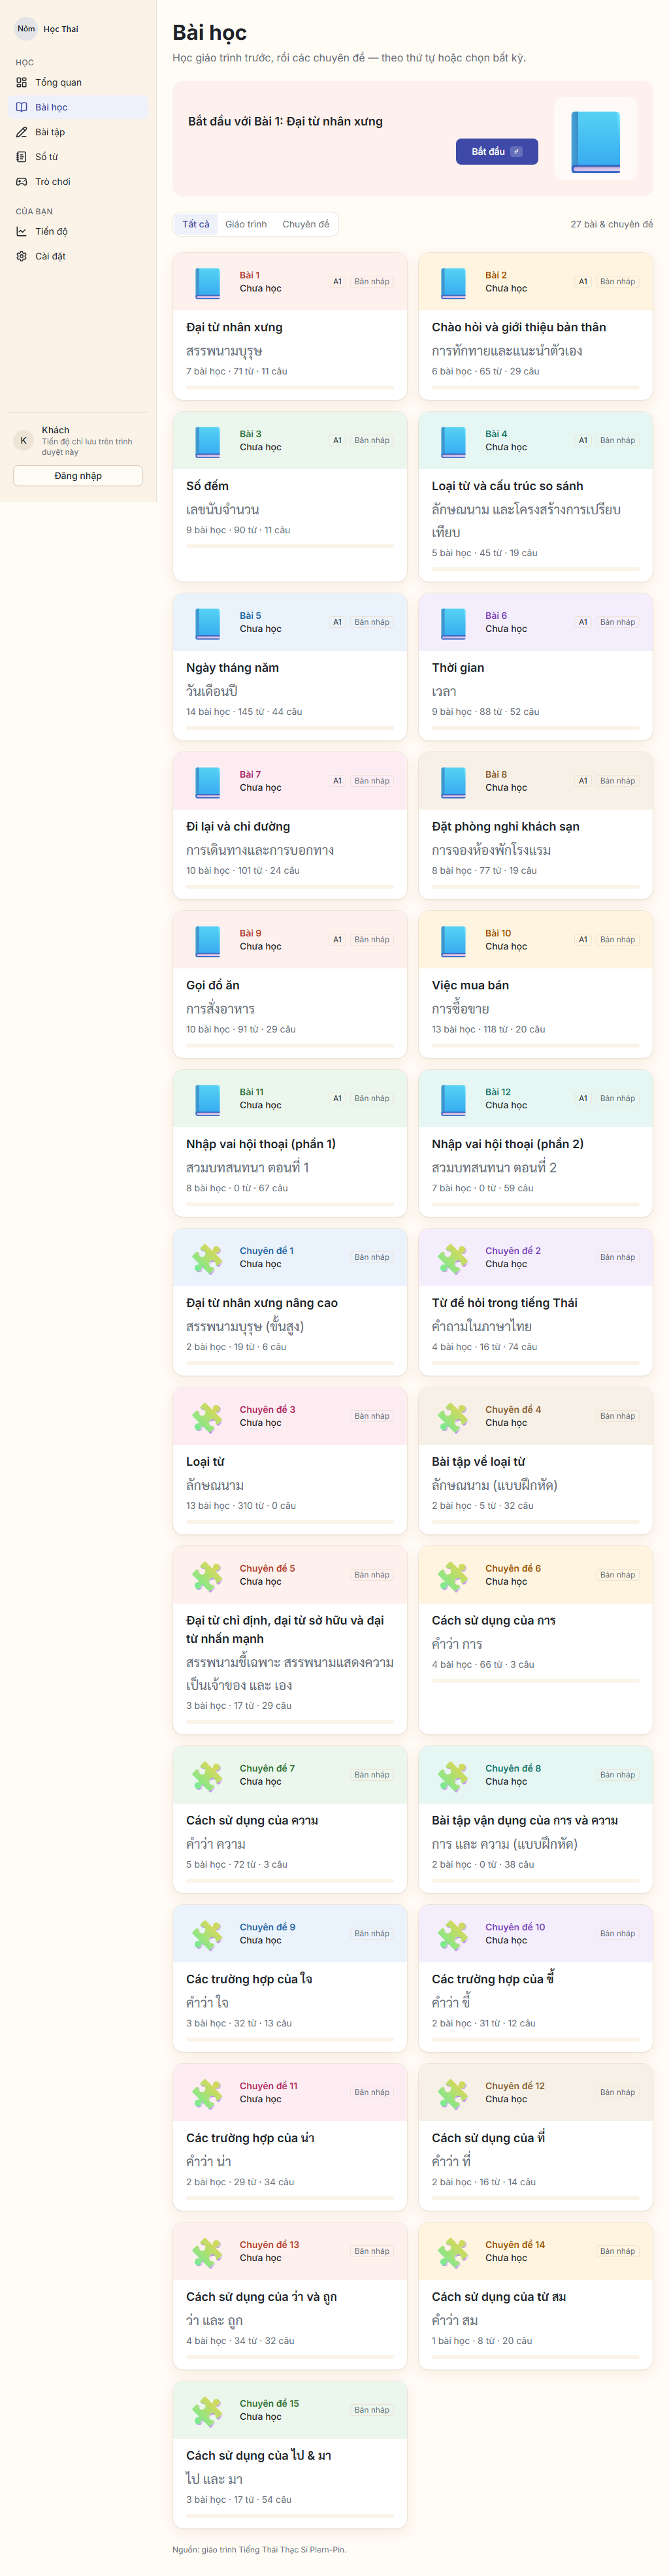 Nôm Học Thai
HỌC
Tổng quan
Bài học
Bài tập
Sổ từ
Trò chơi
CỦA BẠN
Tiến độ
Cài đặt
K
Khách
Tiến độ chỉ lưu trên trình
duyệt này
Đăng nhập
Bài học
Học giáo trình trước, rồi các chuyên đề — theo thứ tự hoặc chọn bất kỳ.
Bắt đầu với Bài 1: Đại từ nhân xưng
Bắt đầu ↵
Tất cả Giáo trình Chuyên đề
27 bài & chuyên đề
Bài 1
Chưa học
A1 Bản nháp
Đại từ nhân xưng
สรรพนามบุรุษ
7 bài học · 71 từ · 11 câu
Bài 2
Chưa học
A1 Bản nháp
Chào hỏi và giới thiệu bản thân
การทักทายและแนะนำตัวเอง
6 bài học · 65 từ · 29 câu
Bài 3
Chưa học
A1 Bản nháp
Số đếm
เลขนับจำนวน
9 bài học · 90 từ · 11 câu
Bài 4
Chưa học
A1 Bản nháp
Loại từ và cấu trúc so sánh
ลักษณนาม และโครงสร้างการเปรียบ
เทียบ
5 bài học · 45 từ · 19 câu
Bài 5
Chưa học
A1 Bản nháp
Ngày tháng năm
วันเดือนปี
14 bài học · 145 từ · 44 câu
Bài 6
Chưa học
A1 Bản nháp
Thời gian
เวลา
9 bài học · 88 từ · 52 câu
Bài 7
Chưa học
A1 Bản nháp
Đi lại và chỉ đường
การเดินทางและการบอกทาง
10 bài học · 101 từ · 24 câu
Bài 8
Chưa học
A1 Bản nháp
Đặt phòng nghỉ khách sạn
การจองห้องพักโรงแรม
8 bài học · 77 từ · 19 câu
Bài 9
Chưa học
A1 Bản nháp
Gọi đồ ăn
การสั่งอาหาร
10 bài học · 91 từ · 29 câu
Bài 10
Chưa học
A1 Bản nháp
Việc mua bán
การซื้อขาย
13 bài học · 118 từ · 20 câu
Bài 11
Chưa học
A1 Bản nháp
Nhập vai hội thoại (phần 1)
สวมบทสนทนา ตอนที่ 1
8 bài học · 0 từ · 67 câu
Bài 12
Chưa học
A1 Bản nháp
Nhập vai hội thoại (phần 2)
สวมบทสนทนา ตอนที่ 2
7 bài học · 0 từ · 59 câu
Chuyên đề 1
Chưa học
Bản nháp
Đại từ nhân xưng nâng cao
สรรพนามบุรุษ (ขั้นสูง)
2 bài học · 19 từ · 6 câu
Chuyên đề 2
Chưa học
Bản nháp
Từ để hỏi trong tiếng Thái
คำถามในภาษาไทย
4 bài học · 16 từ · 74 câu
Chuyên đề 3
Chưa học
Bản nháp
Loại từ
ลักษณนาม
13 bài học · 310 từ · 0 câu
Chuyên đề 4
Chưa học
Bản nháp
Bài tập về loại từ
ลักษณนาม (แบบฝึกหัด)
2 bài học · 5 từ · 32 câu
Chuyên đề 5
Chưa học
Bản nháp
Đại từ chỉ định, đại từ sở hữu và đại
từ nhấn mạnh
สรรพนามชี้เฉพาะ สรรพนามแสดงความ
เป็นเจ้าของ และ เอง
3 bài học · 17 từ · 29 câu
Chuyên đề 6
Chưa học
Bản nháp
Cách sử dụng của การ
คำว่า การ
4 bài học · 66 từ · 3 câu
Chuyên đề 7
Chưa học
Bản nháp
Cách sử dụng của ความ
คำว่า ความ
5 bài học · 72 từ · 3 câu
Chuyên đề 8
Chưa học
Bản nháp
Bài tập vận dụng của การ và ความ
การ และ ความ (แบบฝึกหัด)
2 bài học · 0 từ · 38 câu
Chuyên đề 9
Chưa học
Bản nháp
Các trường hợp của ใจ
คำว่า ใจ
3 bài học · 32 từ · 13 câu
Chuyên đề 10
Chưa học
Bản nháp
Các trường hợp của ขี้
คำว่า ขี้
2 bài học · 31 từ · 12 câu
Chuyên đề 11
Chưa học
Bản nháp
Các trường hợp của น่า
คำว่า น่า
2 bài học · 29 từ · 34 câu
Chuyên đề 12
Chưa học
Bản nháp
Cách sử dụng của ที่
คำว่า ที่
2 bài học · 16 từ · 14 câu
Chuyên đề 13
Chưa học
Bản nháp
Cách sử dụng của ว่า và ถูก
ว่า และ ถูก
4 bài học · 34 từ · 32 câu
Chuyên đề 14
Chưa học
Bản nháp
Cách sử dụng của từ สม
คำว่า สม
1 bài học · 8 từ · 20 câu
Chuyên đề 15
Chưa học
Bản nháp
Cách sử dụng của ไป & มา
ไป และ มา
3 bài học · 17 từ · 54 câu
Nguồn: giáo trình Tiếng Thái Thạc Sĩ Plern-Pin.